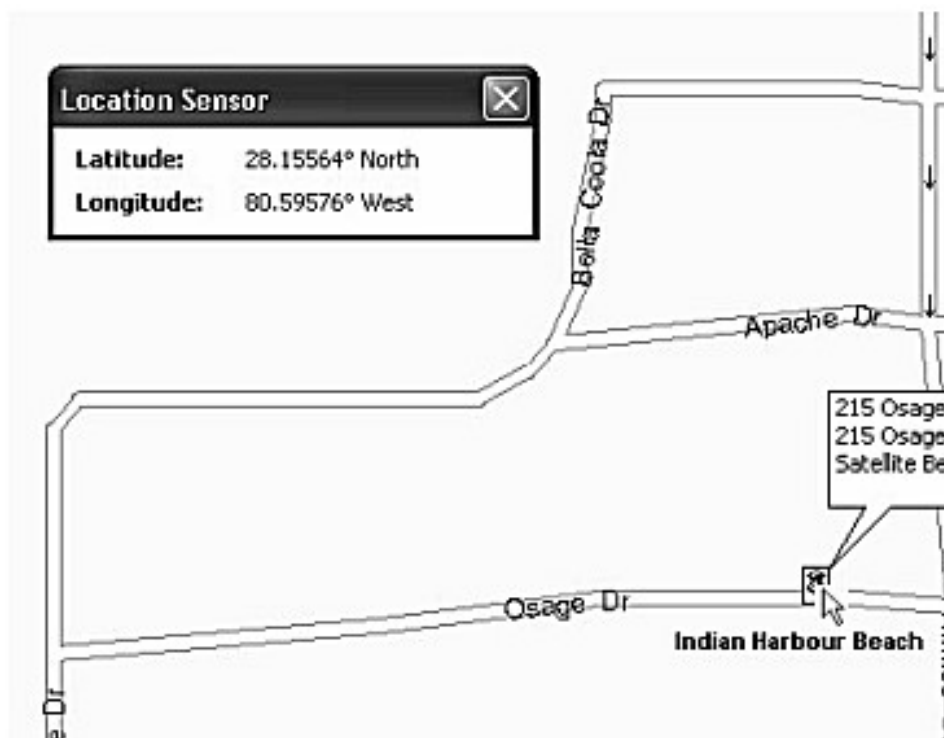 Location Sensor
Latitude: 28.15564° North
Longitude: 80.59576° West
Bella Coola Dr
Apache Dr
215 Osage
215 Osage
Satellite Be
Osage Dr
Indian Harbour Beach
Dr